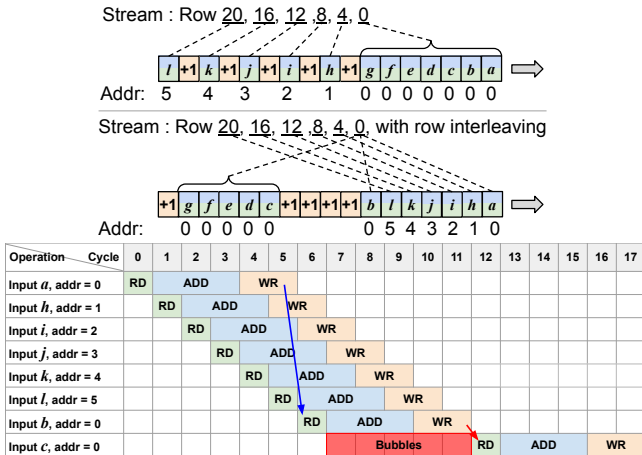 Stream : Row 20, 16, 12 ,8, 4, 0
l +1 k +1 j +1 i +1 h +1 g f e d c b a
Addr: 5 4 3 2 1 0 0 0 0 0 0 0
Stream : Row 20, 16, 12 ,8, 4, 0, with row interleaving
+1 g f e d c +1 +1 +1 +1 b l k j i h a
Addr: 0 0 0 0 0 0 5 4 3 2 1 0
Operation Cycle 0 1 2 3 4 5 6 7 8 9 10 11 12 13 14 15 16 17
Input a, addr = 0 RD ADD WR
Input h, addr = 1 RD ADD WR
Input i, addr = 2 RD ADD WR
Input j, addr = 3 RD ADD WR
Input k, addr = 4 RD ADD WR
Input l, addr = 5 RD ADD WR
Input b, addr = 0 RD ADD WR
Input c, addr = 0 Bubbles RD ADD WR